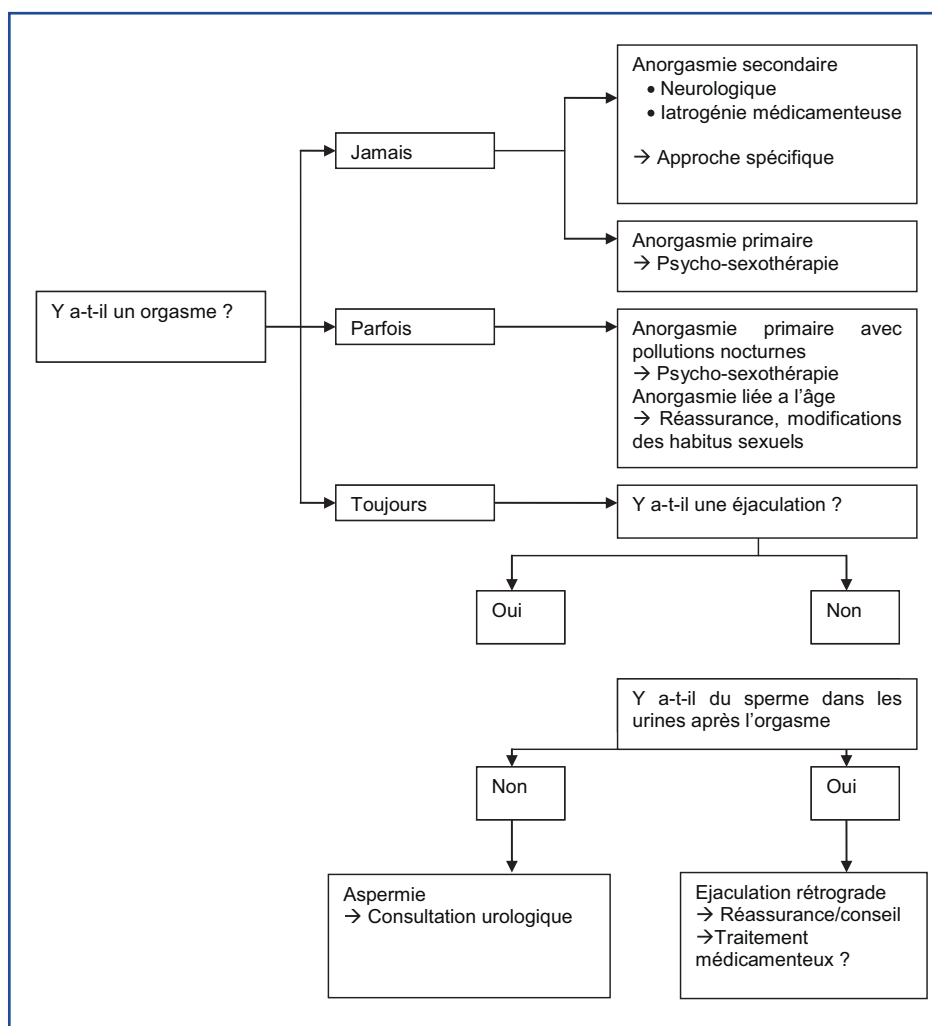 Y a-t-il un orgasme ?
Jamais
Anorgasmie secondaire
• Neurologique
• Iatrogénie médicamenteuse
→ Approche spécifique
Anorgasmie primaire
→ Psycho-sexothérapie
Parfois
Anorgasmie primaire avec
pollutions nocturnes
→ Psycho-sexothérapie
Anorgasmie liée a l’âge
→ Réassurance, modifications
des habitus sexuels
Toujours
Y a-t-il une éjaculation ?
Oui
Non
Y a-t-il du sperme dans les
urines après l’orgasme
Non
Oui
Aspermie
→ Consultation urologique
Ejaculation rétrograde
→ Réassurance/conseil
→Traitement
médicamenteux ?